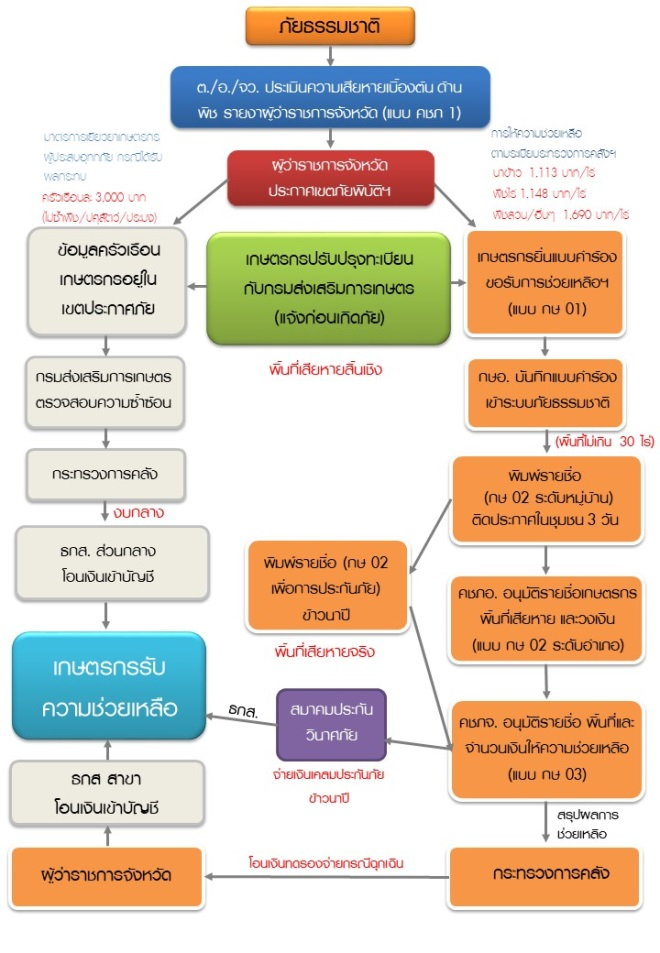 ภัยธรรมชาติ
ต./อ./จว. ประเมินความเสียหายเบื้องต้น ด้าน
พืช รายงาผู้ว่าราชการจังหวัด (แบบ คชภ 1)
มาตรการเยียวยาเกษตรกร
ผู้ประสบอุทกภัย กรณีได้รับ
ผลกระทบ
ครัวเรือนละ 3,000 บาท
(ไม่ซ้ำพืช/ปศุสัตว์/ประมง)
ผู้ว่าราชการจังหวัด
ประกาศเขตภัยพิบัติฯ
การให้ความช่วยเหลือ
ตามระเบียบกระทรวงการคลังฯ
นาข้าว 1,113 บาท/ไร่
พืชไร่ 1,148 บาท/ไร่
พืชสวน/อื่นๆ 1,690 บาท/ไร่
ข้อมูลครัวเรือน
เกษตรกรอยู่ใน
เขตประกาศภัย
เกษตรกรปรับปรุงทะเบียน
กับกรมส่งเสริมการเกษตร
(แจ้งก่อนเกิดภัย)
เกษตรกรยื่นแบบคำร้อง
ขอรับการช่วยเหลือฯ
(แบบ กษ 01)
พื้นที่เสียหายสิ้นเชิง
กรมส่งเสริมการเกษตร
ตรวจสอบความซ้ำซ้อน
กษอ. บันทึกแบบคำร้อง
เข้าระบบภัยธรรมชาติ
(พื้นที่ไม่เกิน 30 ไร่)
กระทรวงการคลัง
งบกลาง
พิมพ์รายชื่อ
(กษ 02 ระดับหมู่บ้าน)
ติดประกาศในชุมชน 3 วัน
ธกส. ส่วนกลาง
โอนเงินเข้าบัญชี
พิมพ์รายชื่อ (กษ 02
เพื่อการประกันภัย)
ข้าวนาปี
พื้นที่เสียหายจริง
คชภอ. อนุมัติรายชื่อเกษตรกร
พื้นที่เสียหาย และวงเงิน
(แบบ กษ 02 ระดับอำเภอ)
เกษตรกรรับ
ความช่วยเหลือ
ธกส.
สมาคมประกัน
วินาศภัย
จ่ายเงินเคลมประกันภัย
ข้าวนาปี
คชภจ. อนุมัติรายชื่อ พื้นที่และ
จำนวนเงินให้ความช่วยเหลือ
(แบบ กษ 03)
ธกส สาขา
โอนเงินเข้าบัญชี
สรุปผลการ
ช่วยเหลือ
ผู้ว่าราชการจังหวัด
โอนเงินทดรองจ่ายกรณีฉุกเฉิน
กระทรวงการคลัง